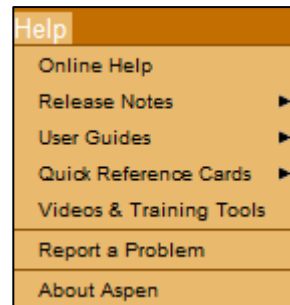 Help
Online Help
Release Notes
User Guides
Quick Reference Cards
Videos & Training Tools
Report a Problem
About Aspen